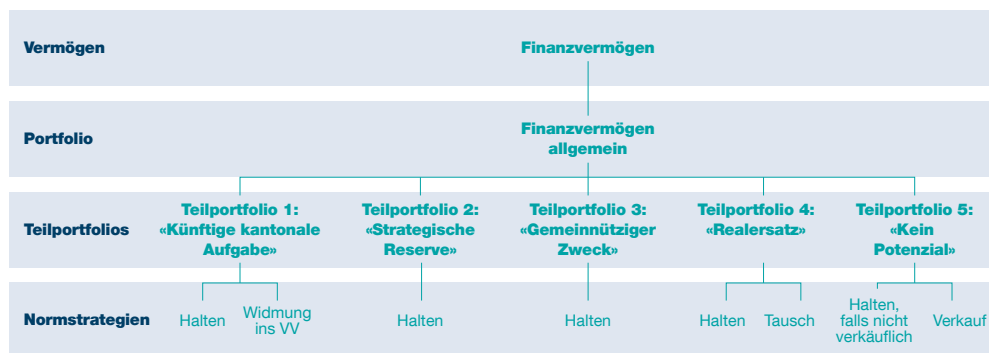 Vermögen
Finanzvermögen
Portfolio
Finanzvermögen
allgemein
Teilportfolios
Teilportfolio 1:
«Künftige kantonale
Aufgabe»
Teilportfolio 2:
«Strategische
Reserve»
Teilportfolio 3:
«Gemeinnütziger
Zweck»
Teilportfolio 4:
«Realersatz»
Teilportfolio 5:
«Kein
Potenzial»
Normstrategien
Halten
Widmung
ins VV
Halten
Halten
Halten
Tausch
Halten,
falls nicht
verkäuflich
Verkauf